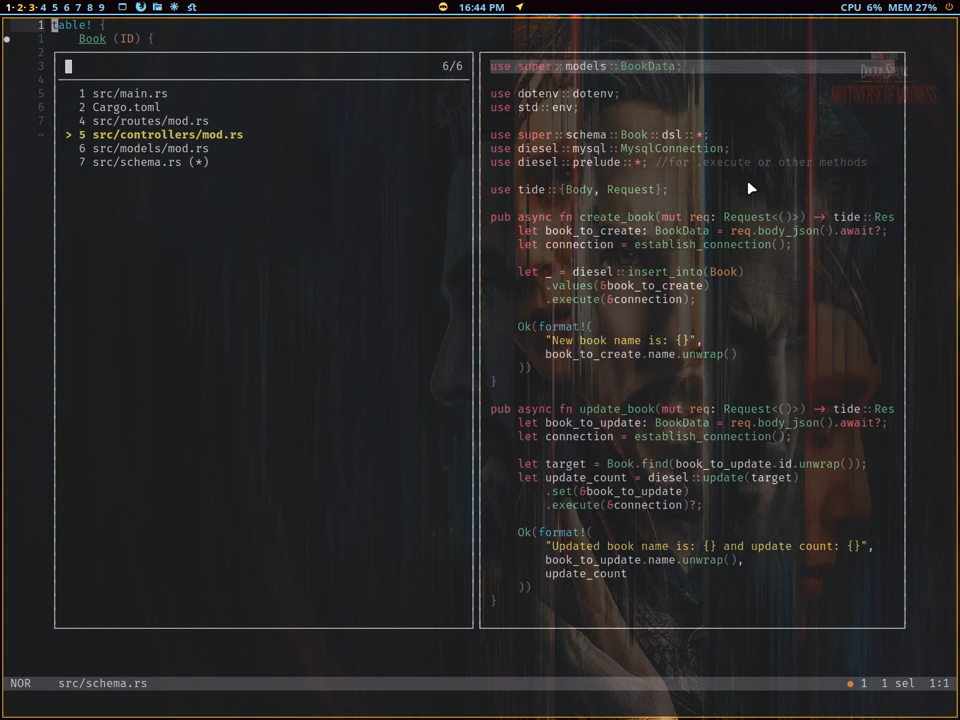 1· 2· 3· 4 5 6 7 8 9
16:44 PM
CPU 6% MEM 27%
1 table! {
1 Book (ID) {
2
3
4
5
6
7
~
6/6
1 src/main.rs
2 Cargo.toml
4 src/routes/mod.rs
> 5 src/controllers/mod.rs
6 src/models/mod.rs
7 src/schema.rs (*)
use super::models::BookData;
use dotenv::dotenv;
use std::env;
use super::schema::Book::dsl::*;
use diesel::mysql::MysqlConnection;
use diesel::prelude::*; //for .execute or other methods
use tide::{Body, Request};
pub async fn create_book(mut req: Request<()>) -> tide::Res
let book_to_create: BookData = req.body_json().await?;
let connection = establish_connection();
let _ = diesel::insert_into(Book)
.values(&book_to_create)
.execute(&connection);
Ok(format!(
"New book name is: {}",
book_to_create.name.unwrap()
))
}
pub async fn update_book(mut req: Request<()>) -> tide::Res
let book_to_update: BookData = req.body_json().await?;
let connection = establish_connection();
let target = Book.find(book_to_update.id.unwrap());
let update_count = diesel::update(target)
.set(&book_to_update)
.execute(&connection)?;
Ok(format!(
"Updated book name is: {} and update count: {}",
book_to_update.name.unwrap(),
update_count
))
}
MULTIVERSE OF MADNESS
NOR src/schema.rs
● 1 1 sel 1:1